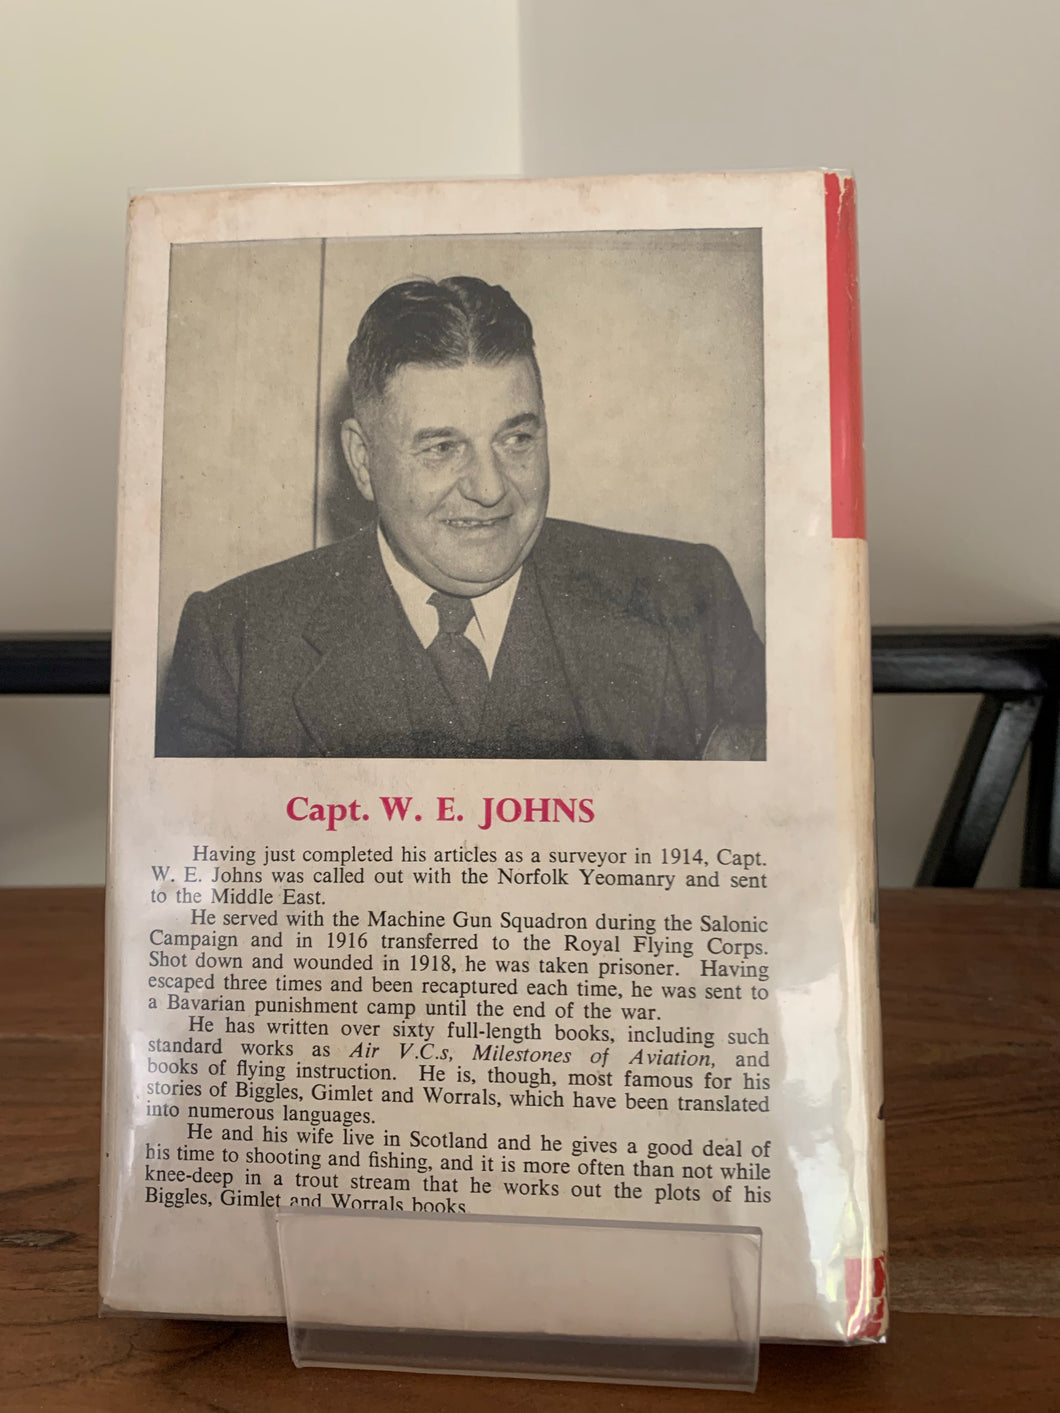 Capt. W. E. JOHNS
Having just completed his articles as a surveyor in 1914, Capt.
W. E. Johns was called out with the Norfolk Yeomanry and sent
to the Middle East.
He served with the Machine Gun Squadron during the Salonic
Campaign and in 1916 transferred to the Royal Flying Corps.
Shot down and wounded in 1918, he was taken prisoner. Having
escaped three times and been recaptured each time, he was sent to
a Bavarian punishment camp until the end of the war.
He has written over sixty full-length books, including such
standard works as Air V.C.s, Milestones of Aviation, and
books of flying instruction. He is, though, most famous for his
stories of Biggles, Gimlet and Worrals, which have been translated
into numerous languages.
He and his wife live in Scotland and he gives a good deal of
his time to shooting and fishing, and it is more often than not while
knee-deep in a trout stream that he works out the plots of his
Biggles, Gimlet and Worrals books